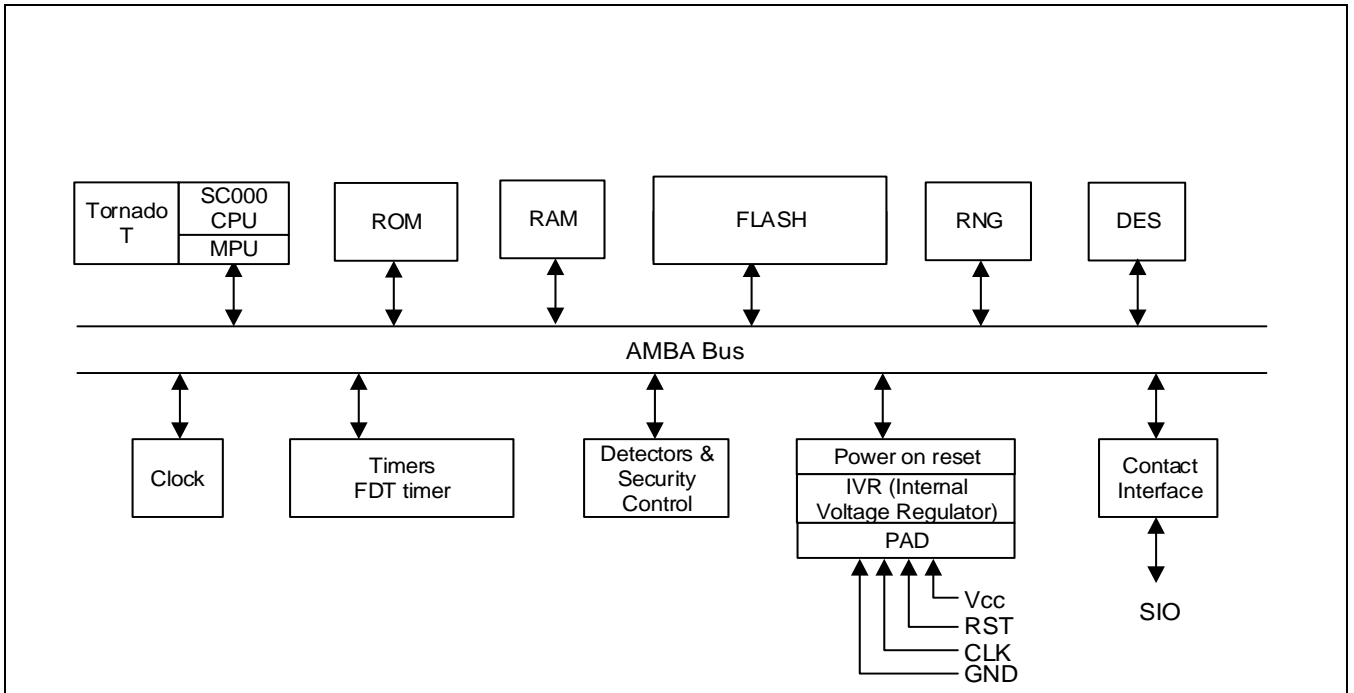 Tornado
T
SC000
CPU
MPU
ROM
RAM
FLASH
RNG
DES
AMBA Bus
Clock
Timers
FDT timer
Detectors &
Security
Control
Power on reset
IVR (Internal
Voltage Regulator)
PAD
Contact
Interface
Vcc
RST
CLK
GND
SIO